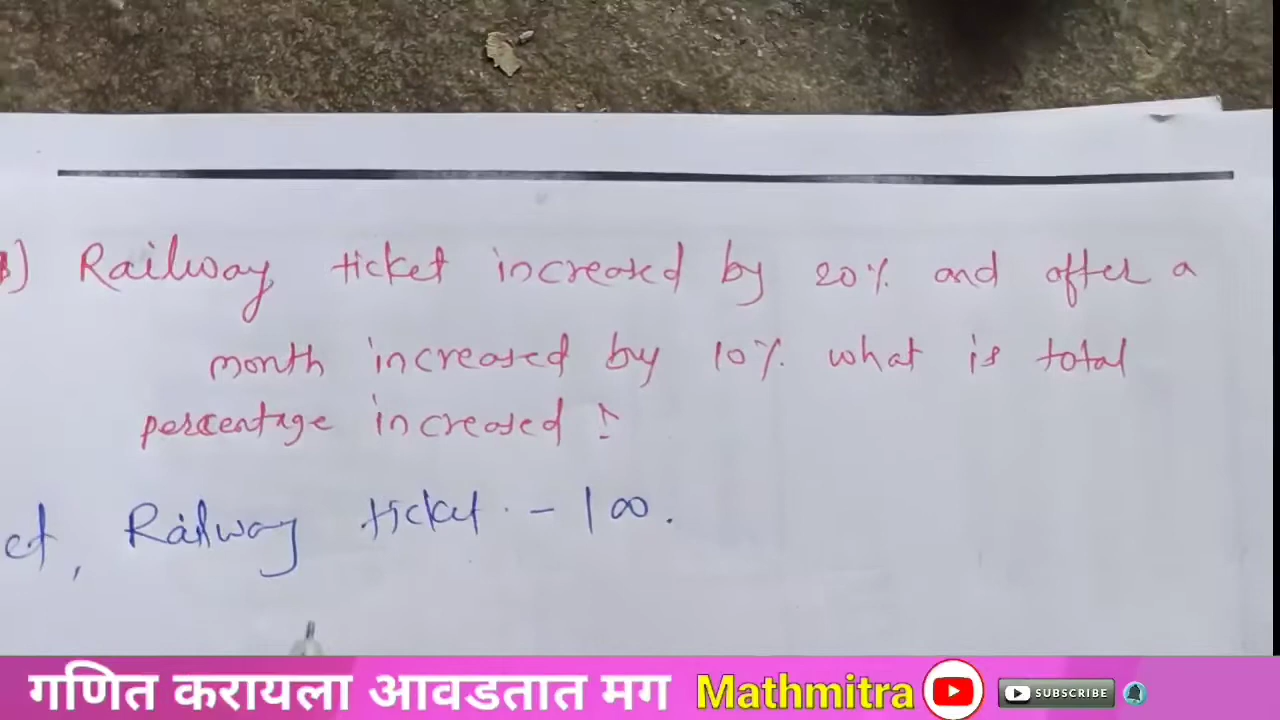 ) Railway ticket increased by 20% and after a
month increased by 10% what is total
percentage increased ?
et, Railway ticket - 100.
गणित करायला आवडतात मग Mathmitra SUBSCRIBE